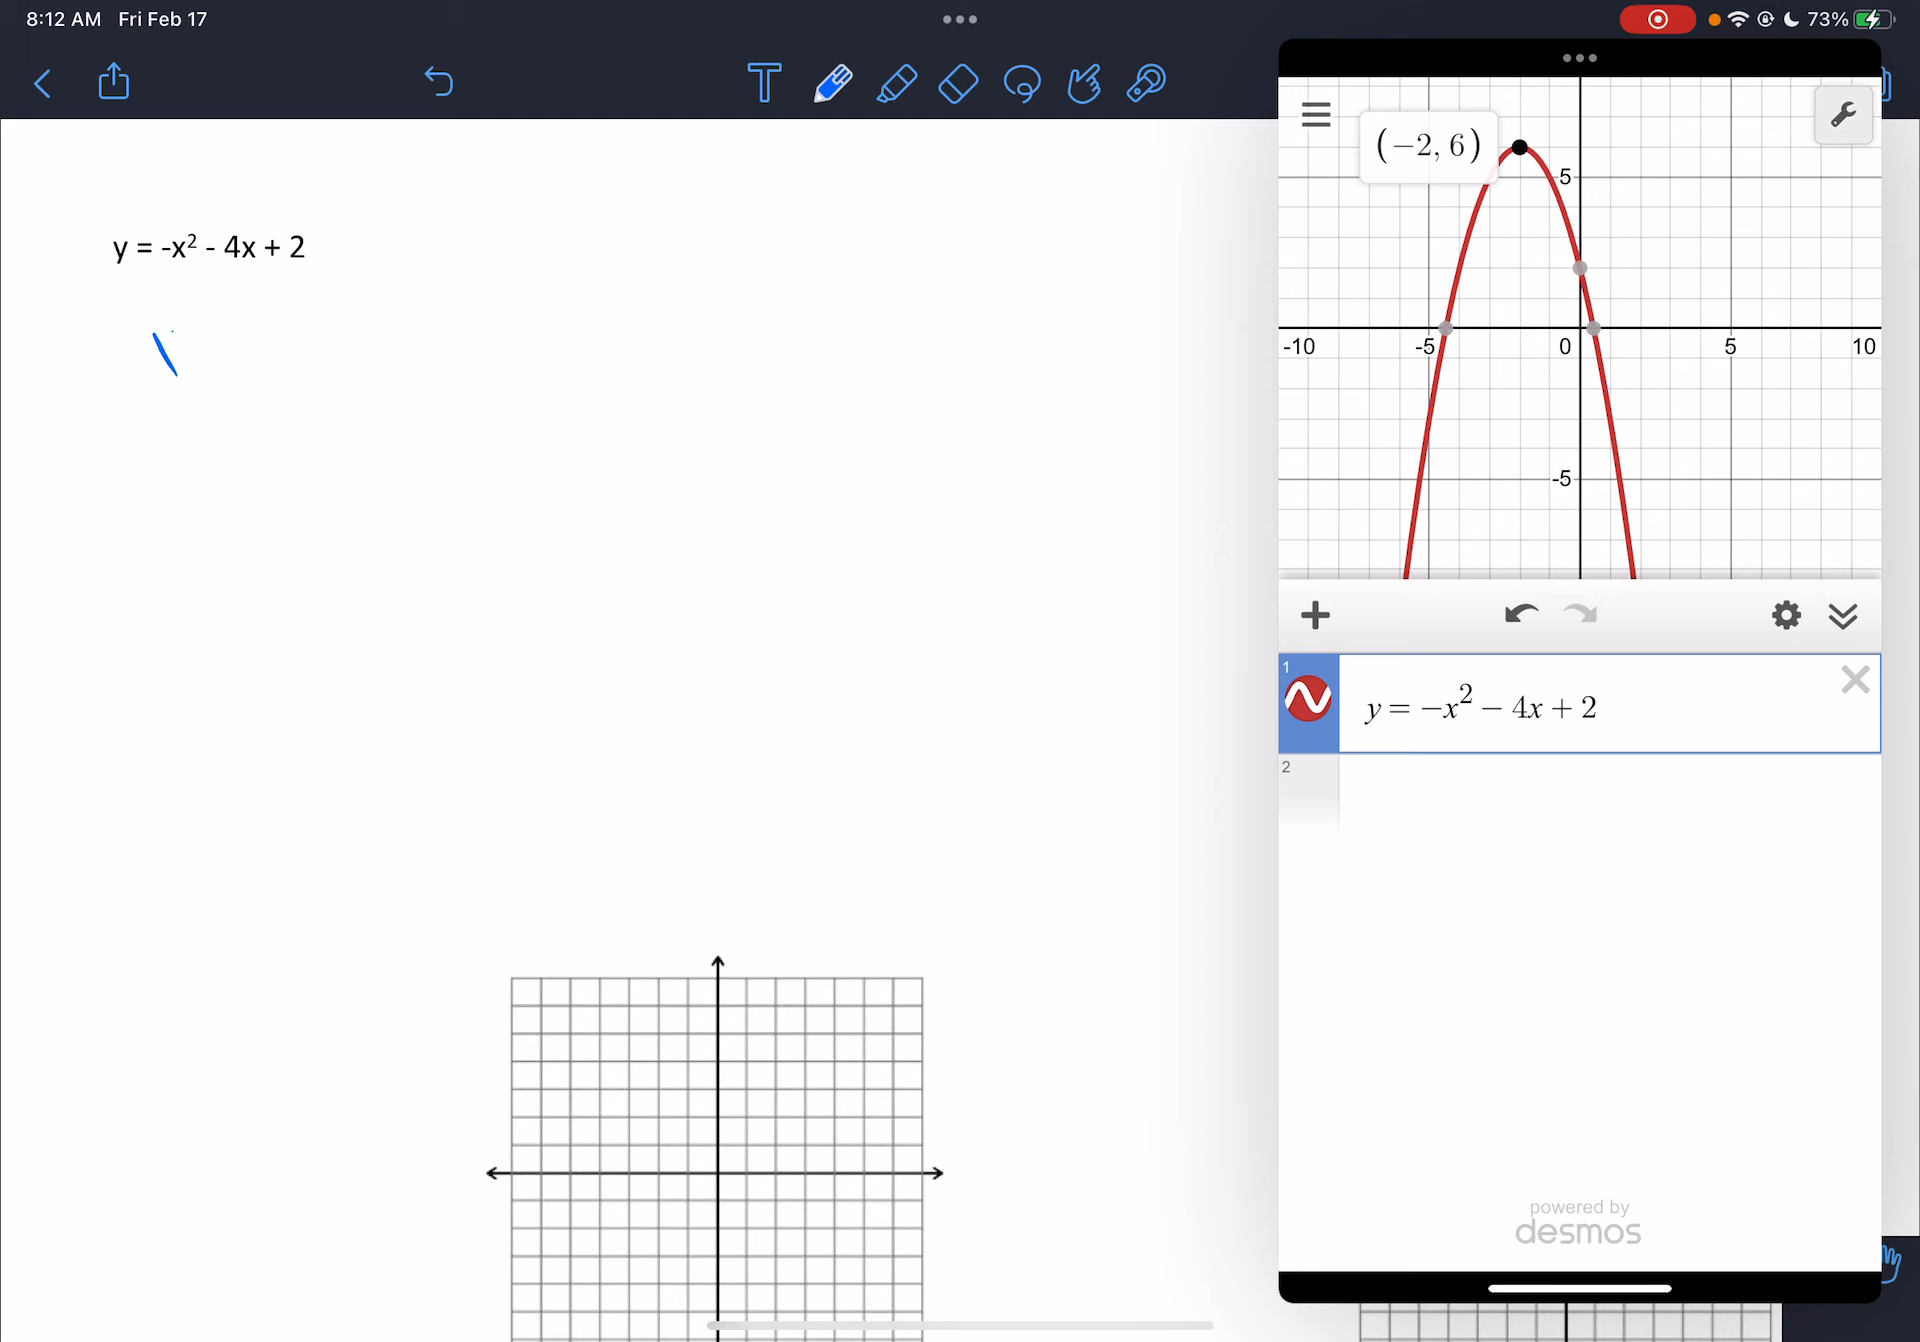 8:12 AM Fri Feb 17
73%
y = -x² - 4x + 2
(−2, 6)
5
-10 -5 0 5 10
-5
1
y = −x² − 4x + 2
2
powered by
desmos